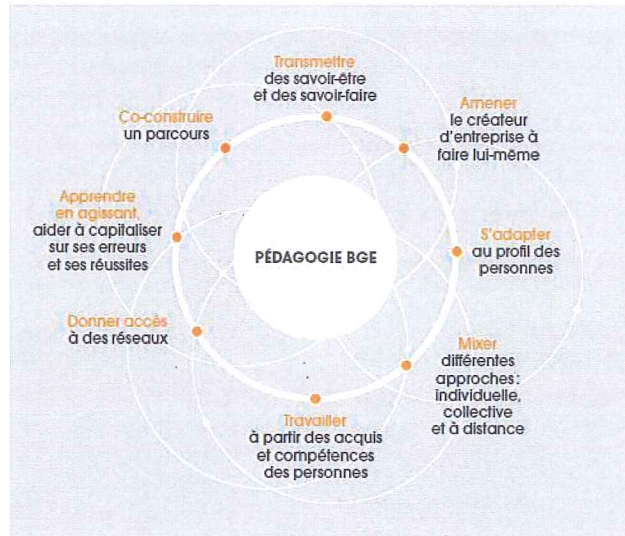 Transmettre
des savoir-être
et des savoir-faire
Amener
le créateur
d'entreprise à
faire lui-même
S'adapter
au profil des
personnes
Mixer
différentes
approches:
individuelle,
collective
et à distance
Travailler
à partir des acquis
et compétences
des personnes
Donner accès
à des réseaux
Apprendre
en agissant,
aider à capitaliser
sur ses erreurs
et ses réussites
Co-construire
un parcours
PÉDAGOGIE BGE